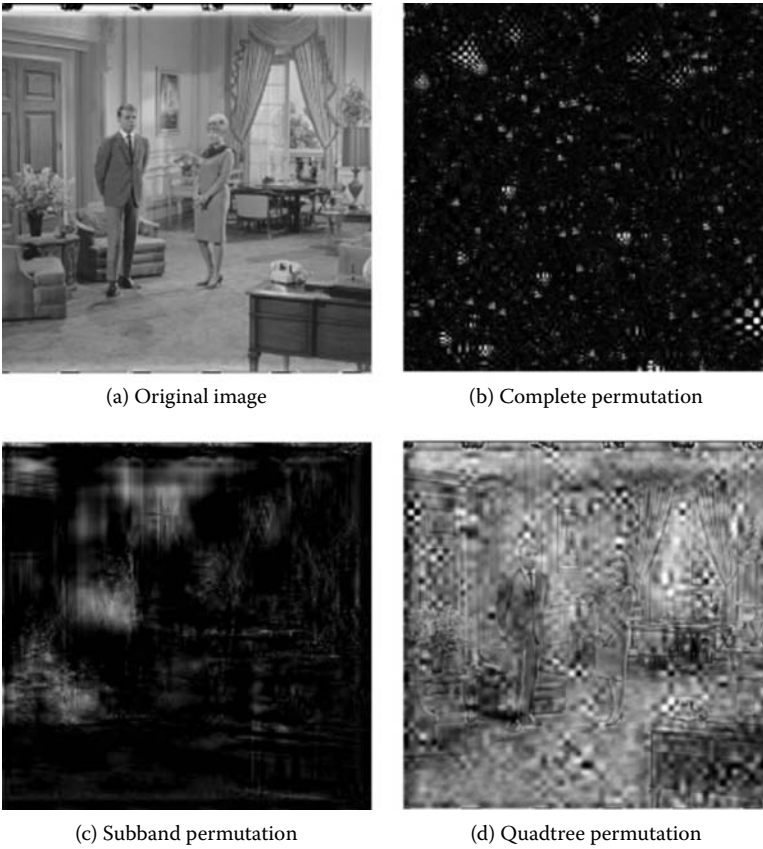 (a) Original image
(b) Complete permutation
(c) Subband permutation
(d) Quadtree permutation